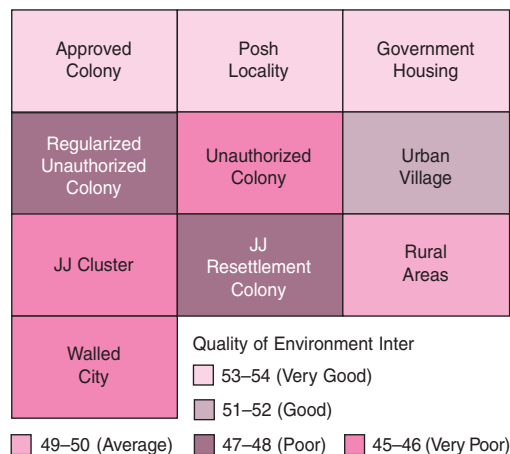 Approved
Colony
Posh
Locality
Government
Housing
Regularized
Unauthorized
Colony
Unauthorized
Colony
Urban
Village
JJ Cluster
JJ
Resettlement
Colony
Rural
Areas
Walled
City
Quality of Environment Inter
53–54 (Very Good)
51–52 (Good)
49–50 (Average)
47–48 (Poor)
45–46 (Very Poor)